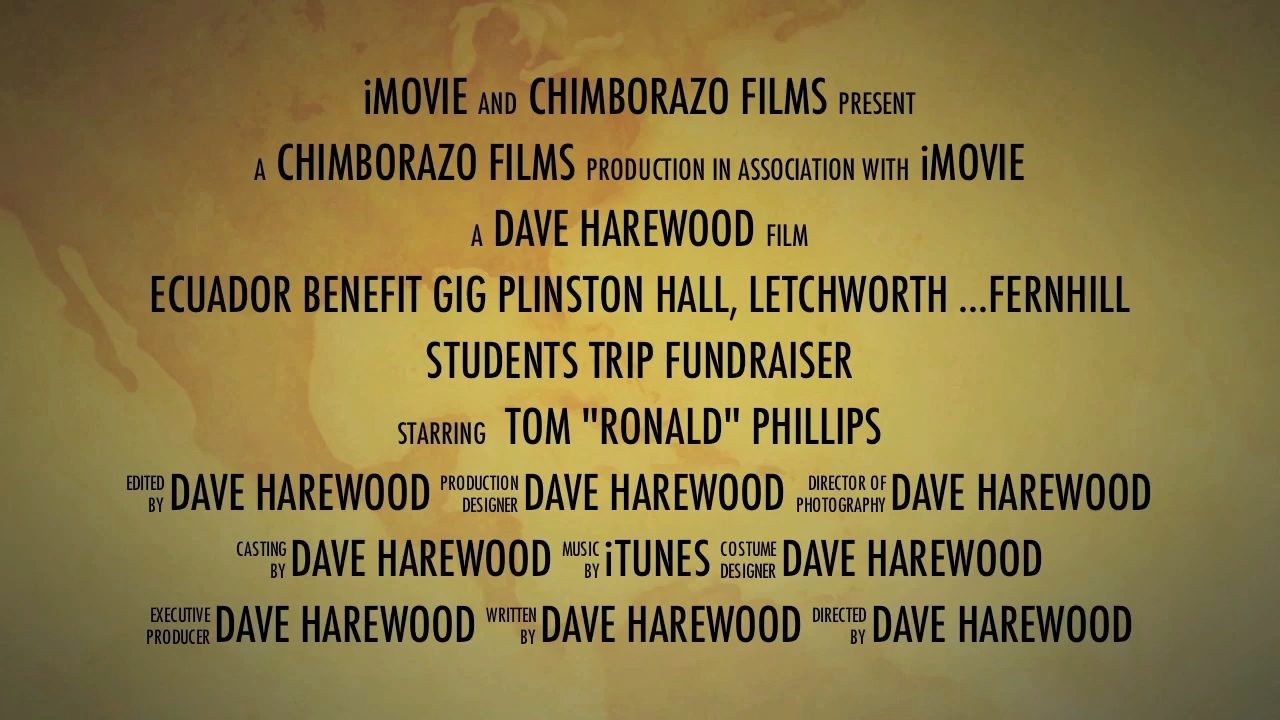 iMOVIE AND CHIMBORAZO FILMS PRESENT
A CHIMBORAZO FILMS PRODUCTION IN ASSOCIATION WITH iMOVIE
A DAVE HAREWOOD FILM
ECUADOR BENEFIT GIG PLINSTON HALL, LETCHWORTH ...FERNHILL
STUDENTS TRIP FUNDRAISER
STARRING TOM "RONALD" PHILLIPS
EDITED BY DAVE HAREWOOD PRODUCTION DESIGNER DAVE HAREWOOD DIRECTOR OF PHOTOGRAPHY DAVE HAREWOOD
CASTING BY DAVE HAREWOOD MUSIC BY iTUNES COSTUME DESIGNER DAVE HAREWOOD
EXECUTIVE PRODUCER DAVE HAREWOOD WRITTEN BY DAVE HAREWOOD DIRECTED BY DAVE HAREWOOD